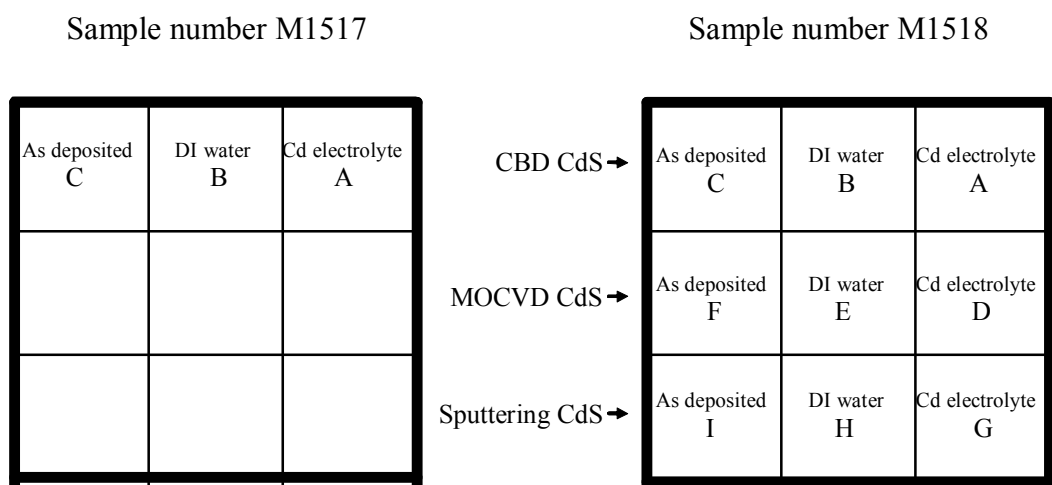 Sample number M1517
Sample number M1518
As deposited
C
DI water
B
Cd electrolyte
A
CBD CdS
As deposited
C
DI water
B
Cd electrolyte
A
MOCVD CdS
As deposited
F
DI water
E
Cd electrolyte
D
Sputtering CdS
As deposited
I
DI water
H
Cd electrolyte
G